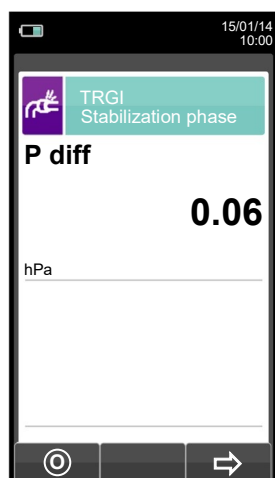 15/01/14
10:00
TRGI
Stabilization phase
P diff
0.06
hPa